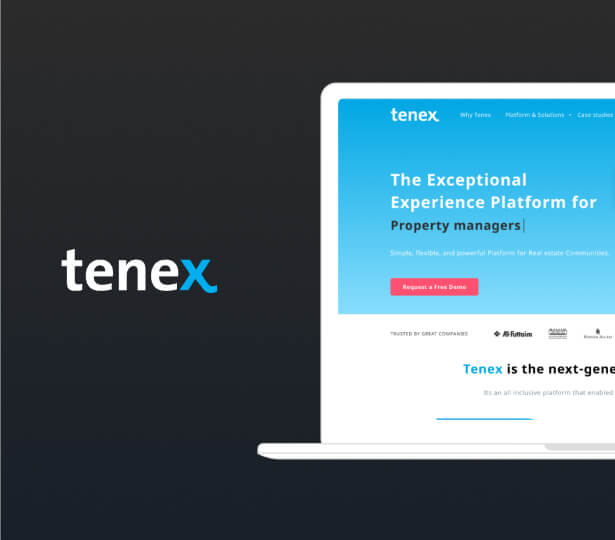 tenex
tenex Why Tenex Platform & Solutions Case studies
The Exceptional
Experience Platform for
Property managers
Simple, flexible, and powerful Platform for Real estate Communities.
Request a Free Demo
TRUSTED BY GREAT COMPANIES Al-Futtaim
Tenex is the next-gene
Its an all inclusive platform that enabled